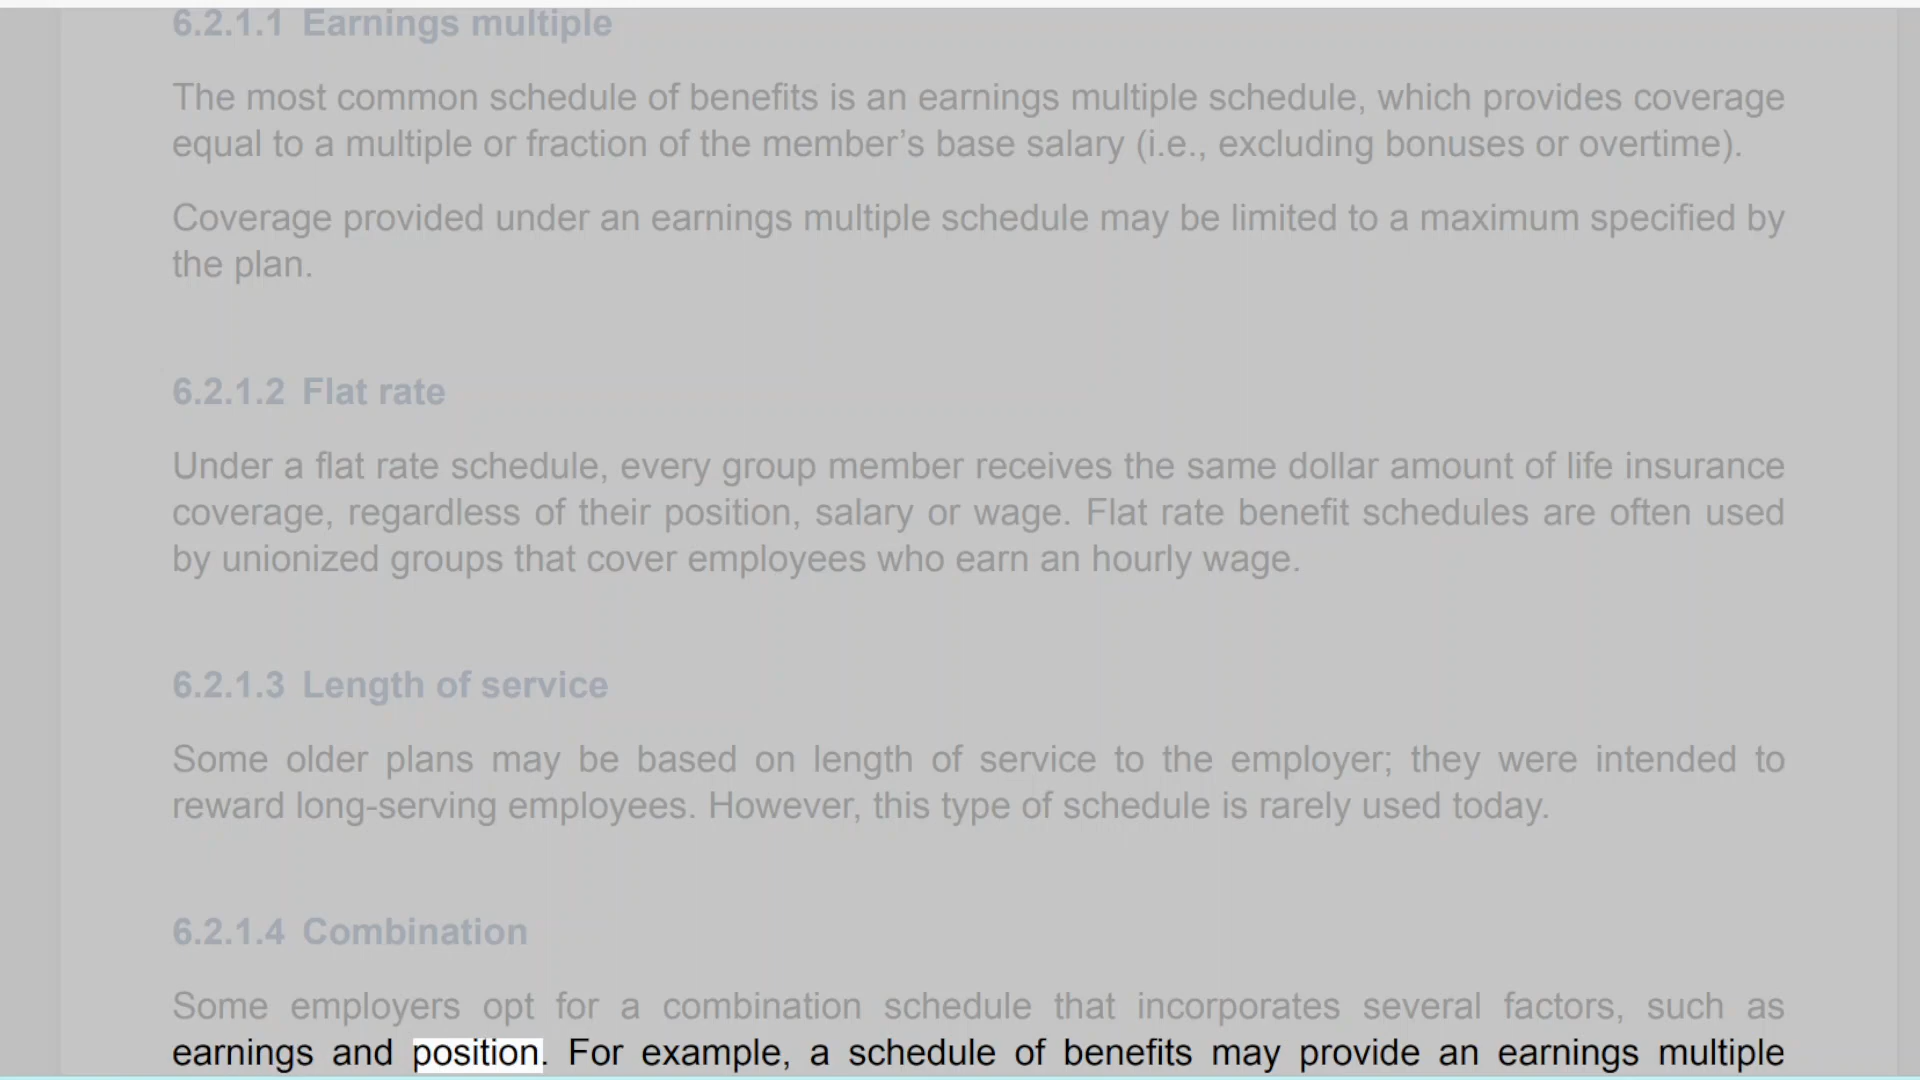 6.2.1.1 Earnings multiple
The most common schedule of benefits is an earnings multiple schedule, which provides coverage
equal to a multiple or fraction of the member’s base salary (i.e., excluding bonuses or overtime).
Coverage provided under an earnings multiple schedule may be limited to a maximum specified by
the plan.
6.2.1.2 Flat rate
Under a flat rate schedule, every group member receives the same dollar amount of life insurance
coverage, regardless of their position, salary or wage. Flat rate benefit schedules are often used
by unionized groups that cover employees who earn an hourly wage.
6.2.1.3 Length of service
Some older plans may be based on length of service to the employer; they were intended to
reward long-serving employees. However, this type of schedule is rarely used today.
6.2.1.4 Combination
Some employers opt for a combination schedule that incorporates several factors, such as
earnings and position. For example, a schedule of benefits may provide an earnings multiple